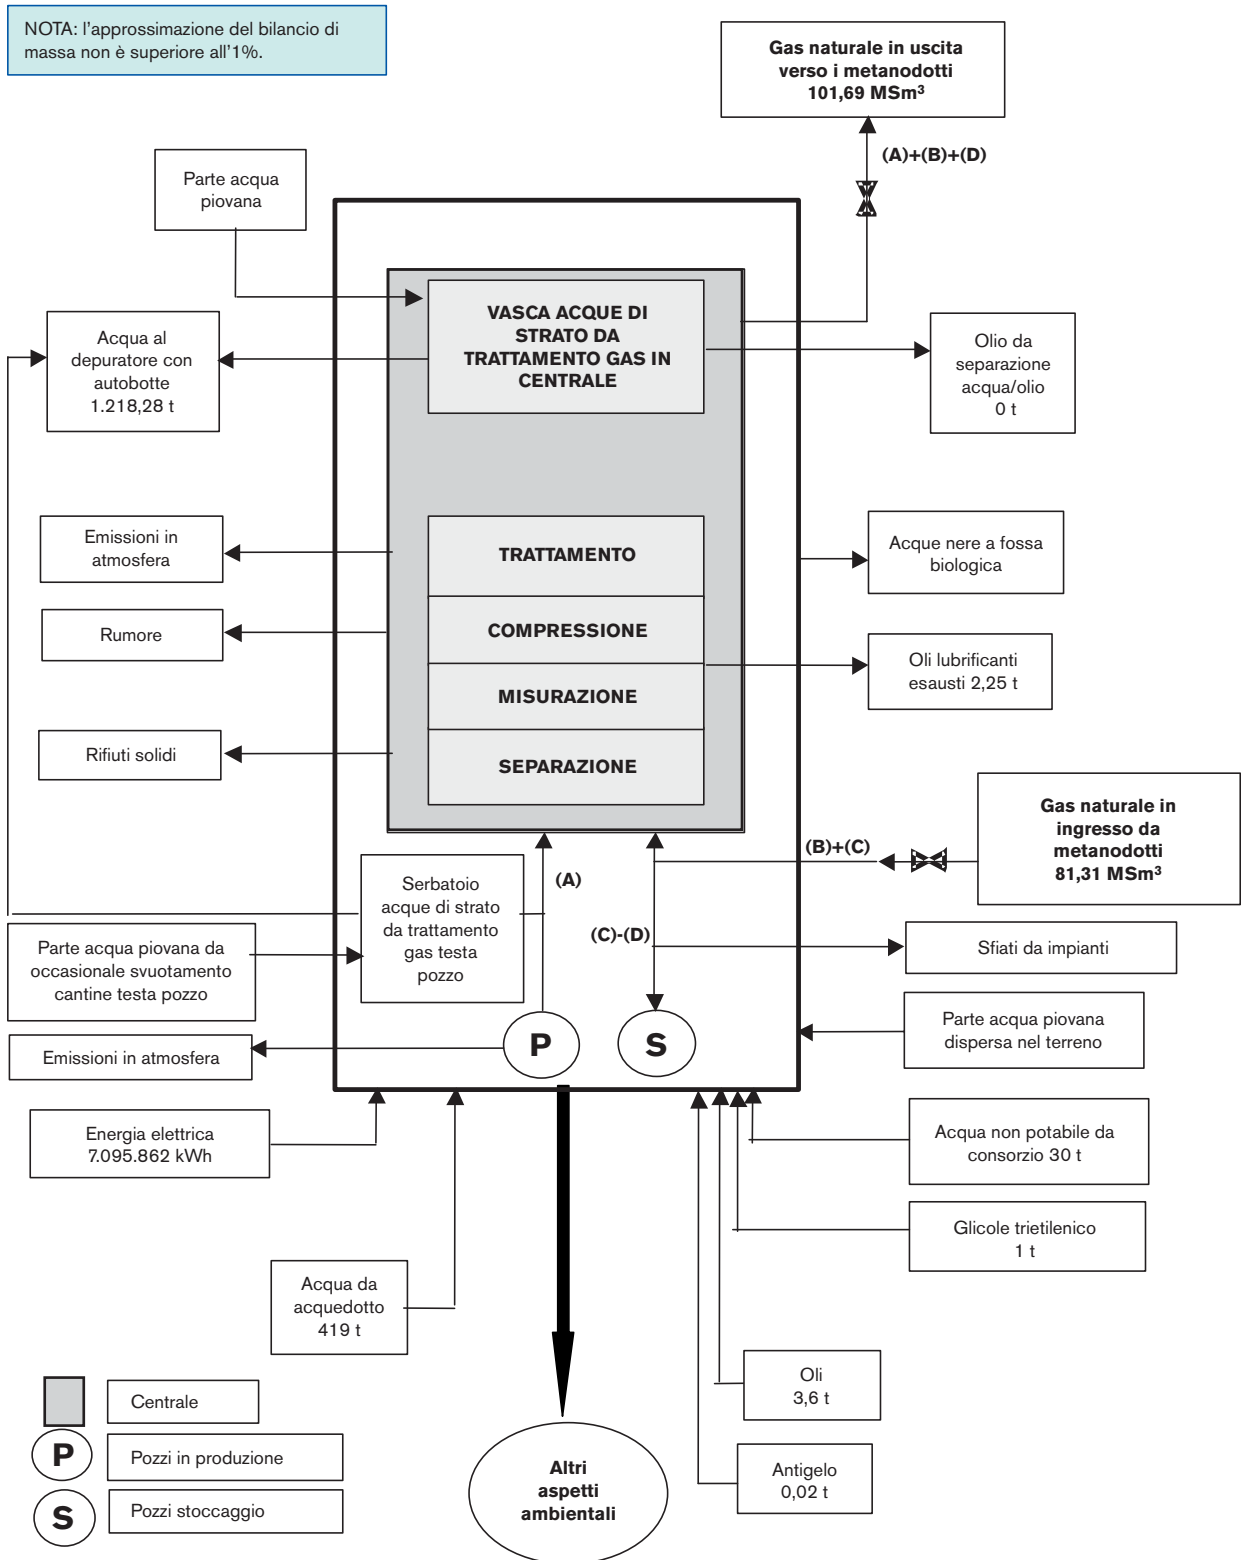 NOTA: l'approssimazione del bilancio di
massa non è superiore all'1%.
Gas naturale in uscita
verso i metanodotti
101,69 MSm³
(A)+(B)+(D)
Parte acqua
piovana
VASCA ACQUE DI
STRATO DA
TRATTAMENTO GAS IN
CENTRALE
Acqua al
depuratore con
autobotte
1.218,28 t
Olio da
separazione
acqua/olio
0 t
Emissioni in
atmosfera
TRATTAMENTO
Acque nere a fossa
biologica
Rumore
COMPRESSIONE
Oli lubrificanti
esausti 2,25 t
MISURAZIONE
Rifiuti solidi
SEPARAZIONE
Gas naturale in
ingresso da
metanodotti
81,31 MSm³
(B)+(C)
(A)
Serbatoio
acque di strato
da trattamento
gas testa
pozzo
(C)-(D)
Parte acqua piovana da
occasionale svuotamento
cantine testa pozzo
Sfiati da impianti
Parte acqua piovana
dispersa nel terreno
P
S
Emissioni in atmosfera
Energia elettrica
7.095.862 kWh
Acqua non potabile da
consorzio 30 t
Glicole trietilenico
1 t
Acqua da
acquedotto
419 t
Oli
3,6 t
Antigelo
0,02 t
Altri
aspetti
ambientali
Centrale
P
Pozzi in produzione
S
Pozzi stoccaggio